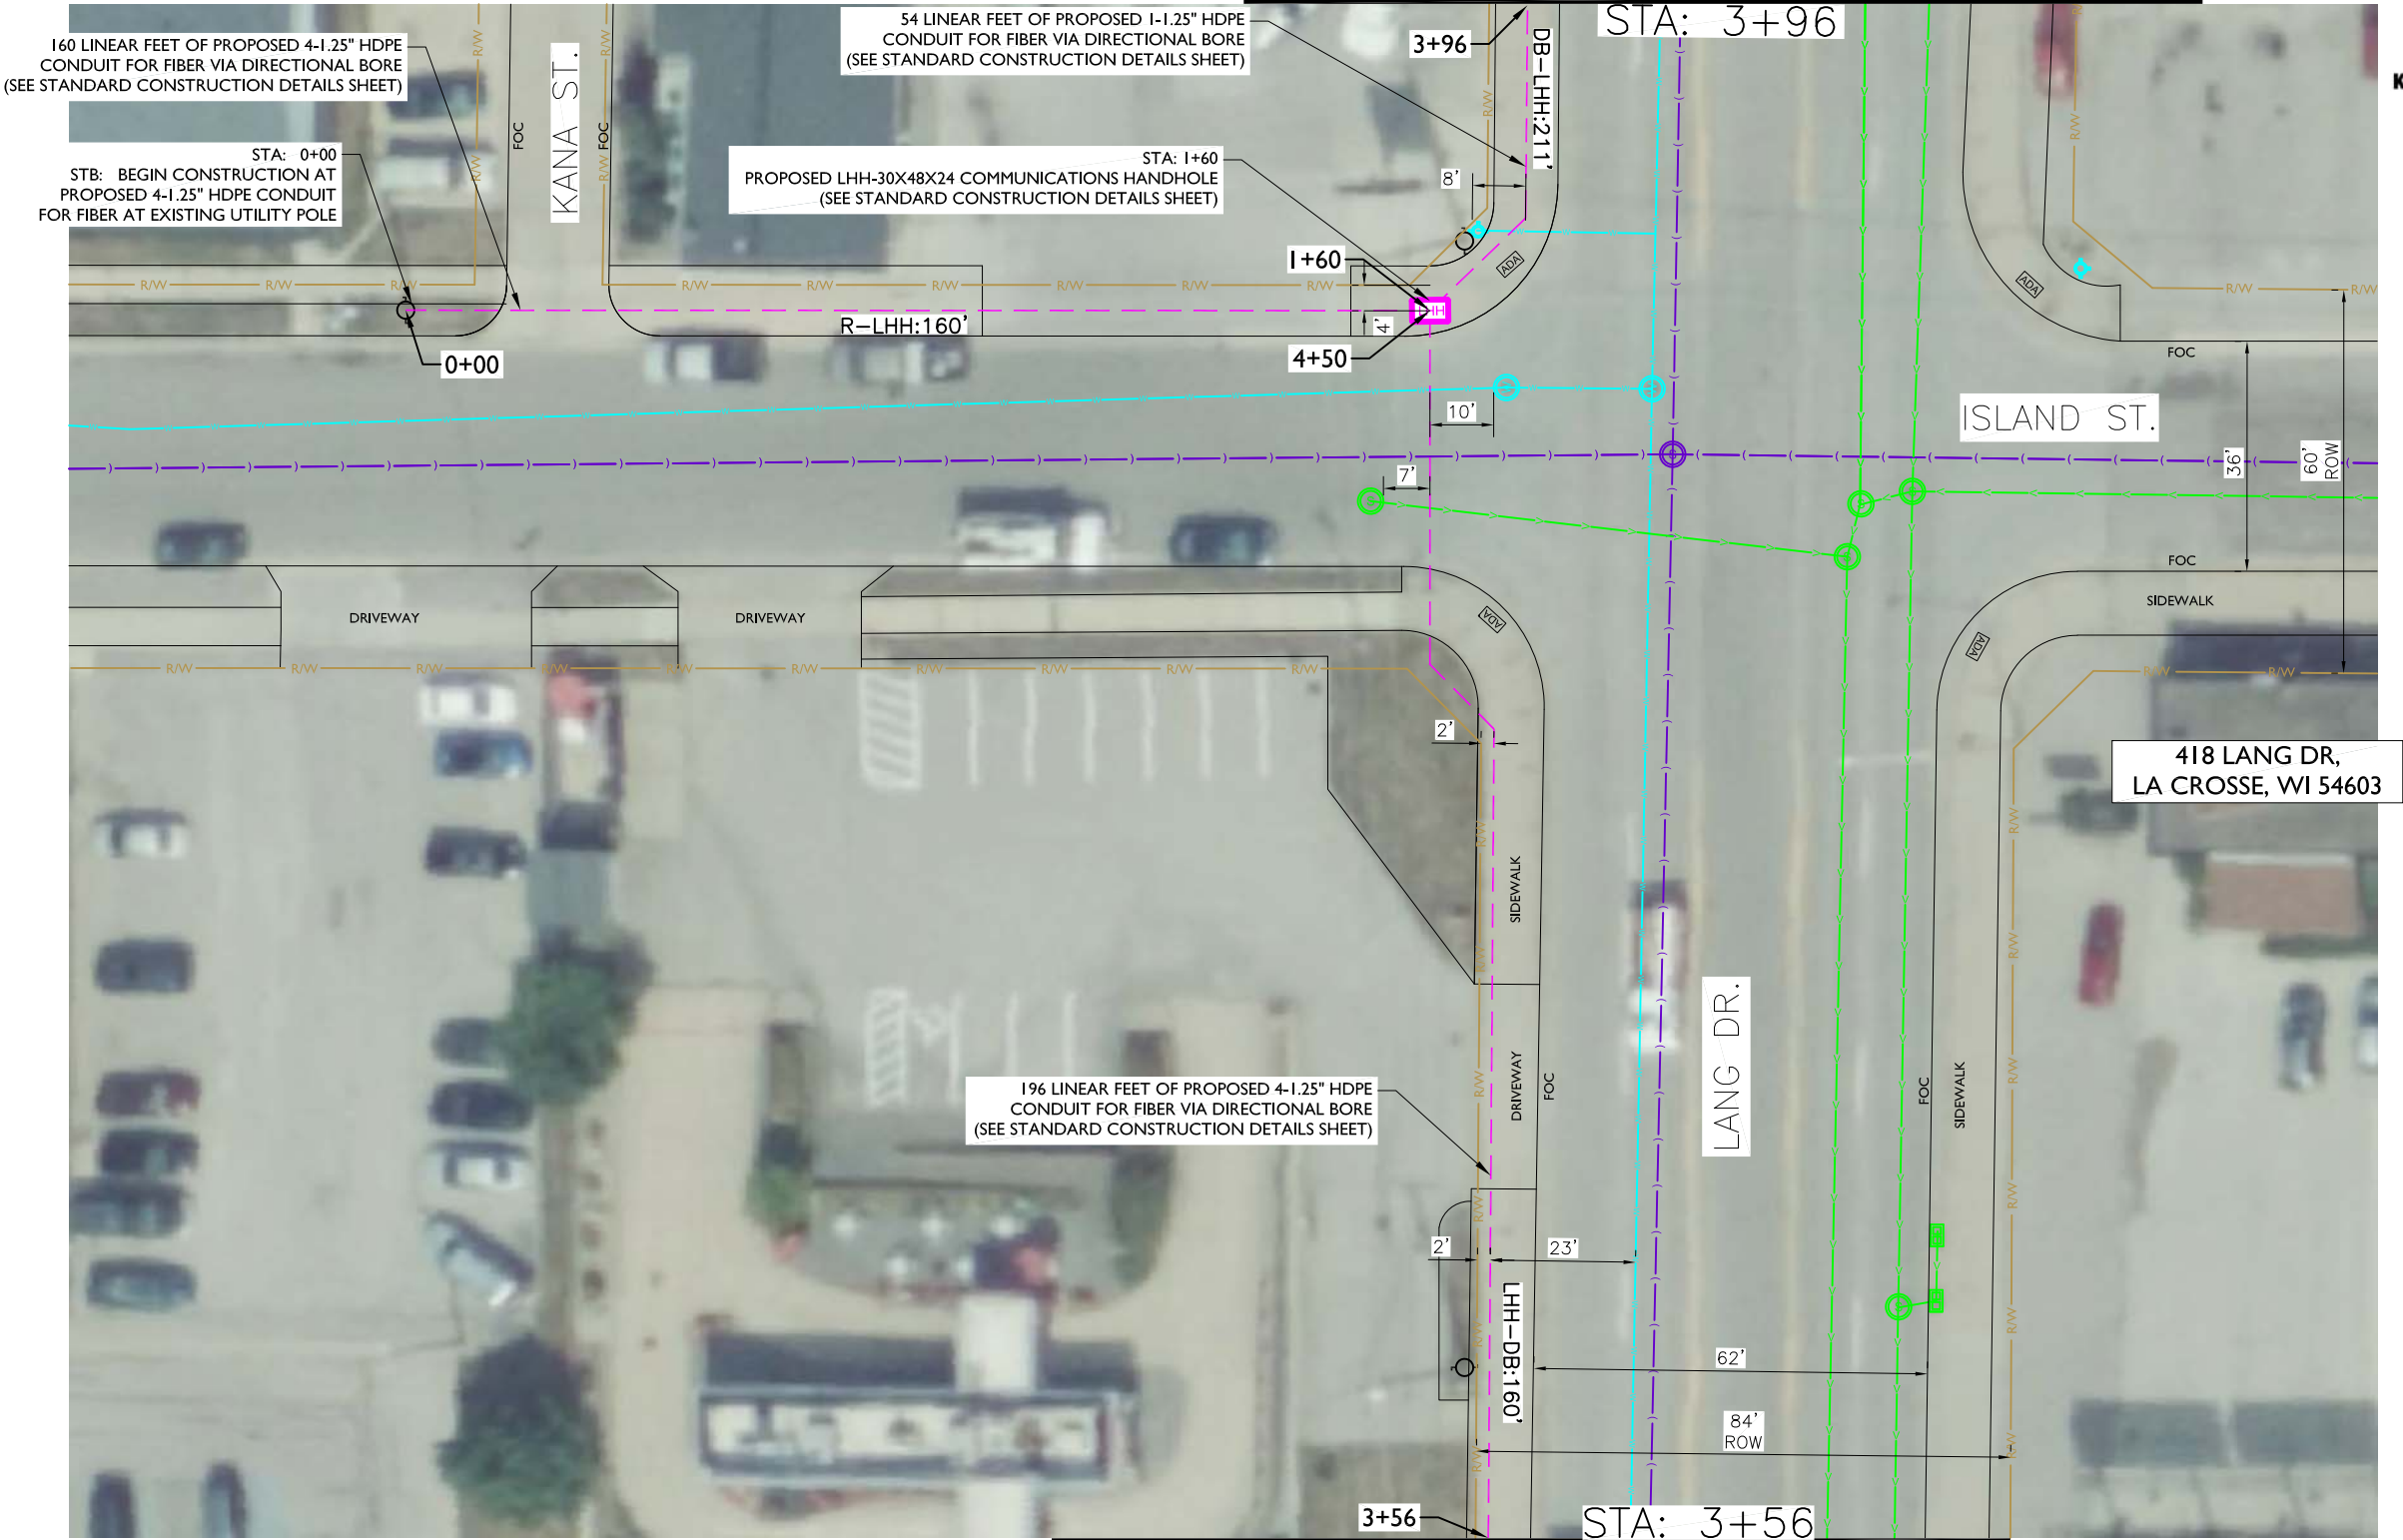 STA: 3+96
54 LINEAR FEET OF PROPOSED 1-1.25" HDPE
CONDUIT FOR FIBER VIA DIRECTIONAL BORE
(SEE STANDARD CONSTRUCTION DETAILS SHEET)
3+96
DB-LHH:211'
160 LINEAR FEET OF PROPOSED 4-1.25" HDPE
CONDUIT FOR FIBER VIA DIRECTIONAL BORE
(SEE STANDARD CONSTRUCTION DETAILS SHEET)
KANA ST.
FOC
FOC
R/W
R/W
R/W
R/W
R/W
R/W
R/W
K
STA: 0+00
STB: BEGIN CONSTRUCTION AT
PROPOSED 4-1.25" HDPE CONDUIT
FOR FIBER AT EXISTING UTILITY POLE
STA: 1+60
PROPOSED LHH-30X48X24 COMMUNICATIONS HANDHOLE
(SEE STANDARD CONSTRUCTION DETAILS SHEET)
8'
1+60
ADA
ADA
R/W
R/W
R/W
R/W
R/W
R/W
R/W
R/W
R/W
R/W
R/W
HH
R-LHH:160'
4'
0+00
4+50
FOC
10'
ISLAND ST.
7'
36'
60'
ROW
FOC
DRIVEWAY
DRIVEWAY
ADA
ADA
SIDEWALK
R/W
R/W
R/W
R/W
R/W
R/W
R/W
R/W
R/W
R/W
R/W
R/W
2'
418 LANG DR,
LA CROSSE, WI 54603
R/W
R/W
R/W
R/W
SIDEWALK
LANG DR.
196 LINEAR FEET OF PROPOSED 4-1.25" HDPE
CONDUIT FOR FIBER VIA DIRECTIONAL BORE
(SEE STANDARD CONSTRUCTION DETAILS SHEET)
R/W
DRIVEWAY
FOC
FOC
SIDEWALK
R/W
R/W
2'
23'
LHH-DB:160'
R/W
R/W
62'
84'
ROW
R/W
R/W
3+56
STA: 3+56